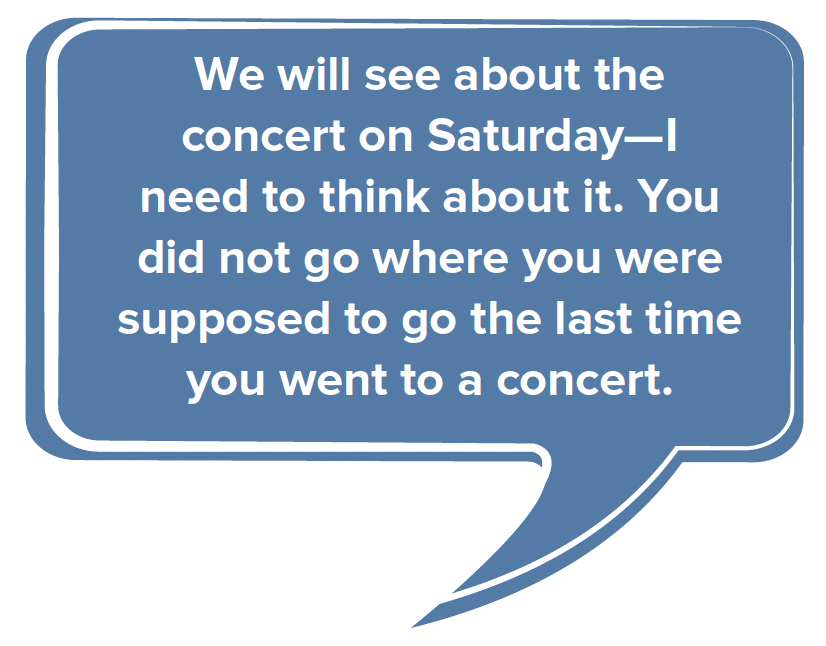 We will see about the
concert on Saturday—I
need to think about it. You
did not go where you were
supposed to go the last time
you went to a concert.